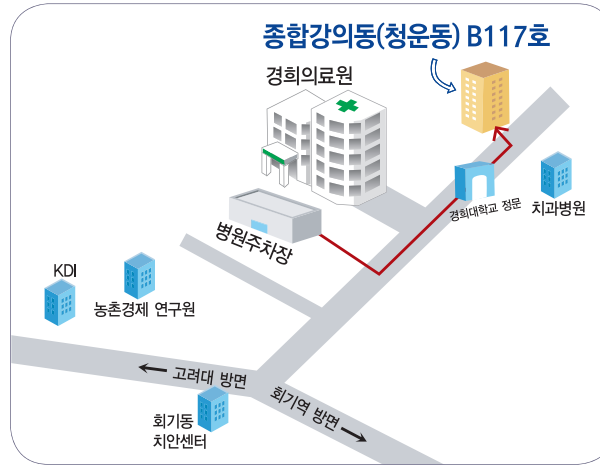 종합강의동(청운동) B117호
경희의료원
경희대학교 정문
치과병원
병원주차장
KDI
농촌경제 연구원
고려대 방면
회기역 방면
회기동
치안센터